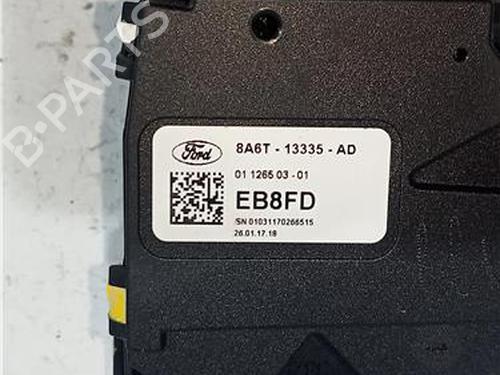 B-PARTS
Ford
8A6T - 13335 - AD
01 1265 03 - 01
EB8FD
/SN 01031170266515
26.01.17.18